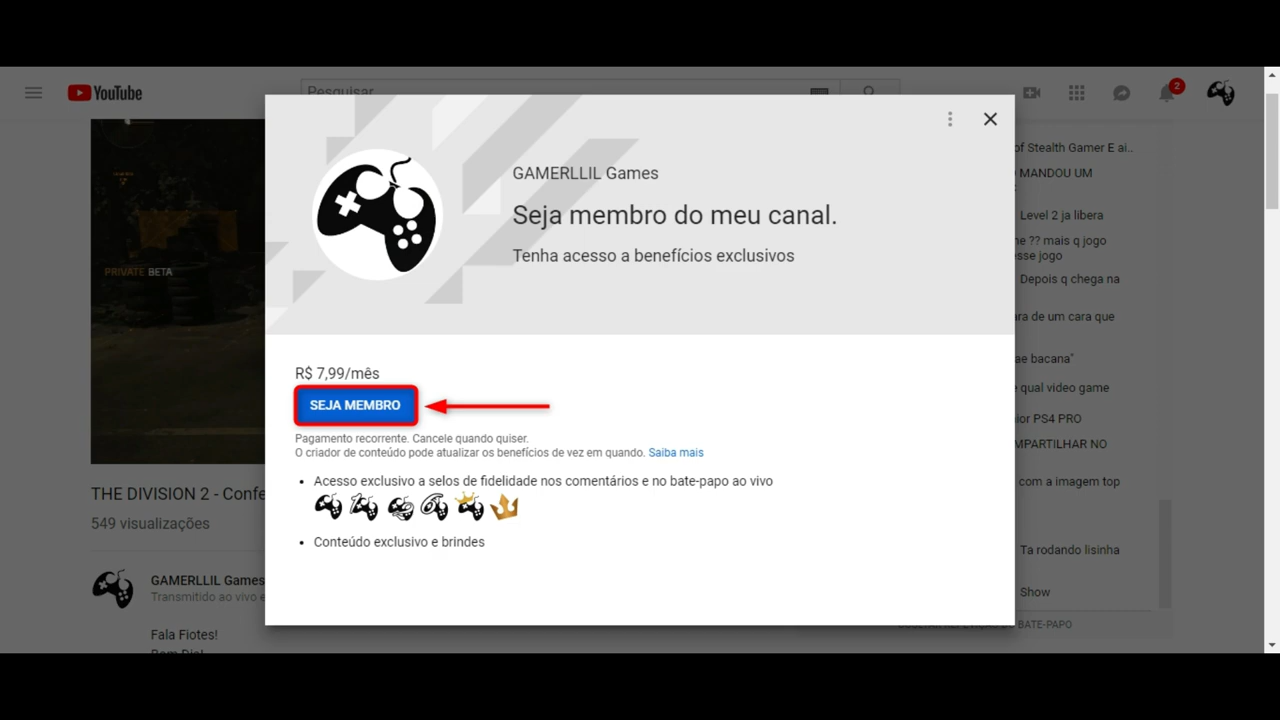 YouTube
Pesquisar
2
GAMERLLIL Games
Seja membro do meu canal.
Tenha acesso a benefícios exclusivos
R$ 7,99/mês
SEJA MEMBRO
Pagamento recorrente. Cancele quando quiser.
O criador de conteúdo pode atualizar os benefícios de vez em quando. Saiba mais
• Acesso exclusivo a selos de fidelidade nos comentários e no bate-papo ao vivo
• Conteúdo exclusivo e brindes
PRIVATE BETA
THE DIVISION 2 - Confe
549 visualizações
GAMERLLIL Games
Transmitido ao vivo e
Fala Fiotes!
of Stealth Gamer E ai...
MANDOU UM
Level 2 ja libera
?? mais q jogo
esse jogo
Depois q chega na
ara de um cara que
ae bacana"
qual video game
PS4 PRO
NO
com a imagem top
Ta rodando lisinha
Show
BATE-PAPO